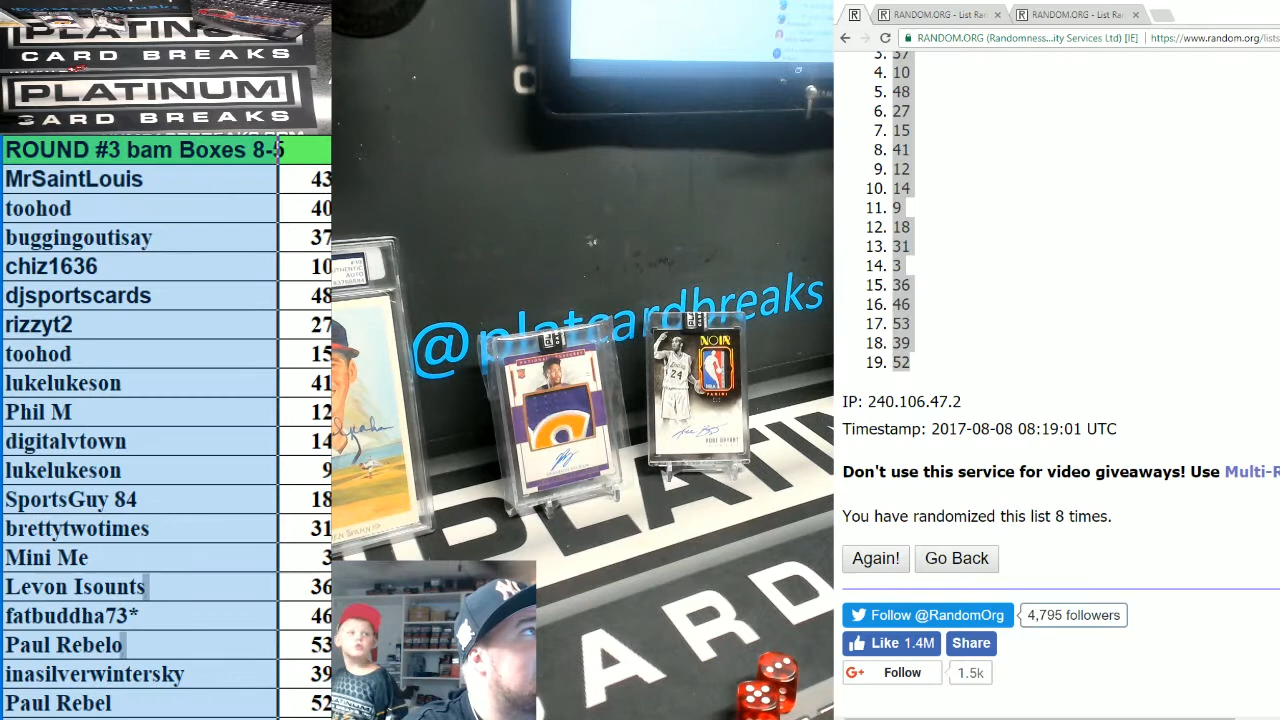 PLATINUM
CARD BREAKS
PLATINUM
CARD BREAKS
ROUND #3 bam Boxes 8-5
MrSaintLouis 43
toohod 40
buggingoutisay 37
chiz1636 10
djsportscards 48
rizzyt2 27
toohod 15
lukelukeson 41
Phil M 12
digitalvtown 14
lukelukeson 9
SportsGuy 84 18
brettytwotimes 31
Mini Me 3
Levon Isounts 36
fatbuddha73* 46
Paul Rebelo 53
inasilverwintersky 39
Paul Rebel 52
@platcardbreaks
AUTHENTIC
AUTO
24
NOIR
PANINI
KOBE BRYANT
PLATIN
CARD
RANDOM.ORG - List Ra
RANDOM.ORG - List Ra
RANDOM.ORG (Randomness...ity Services Ltd) [IE]
https://www.random.org/lists
3. 37
4. 10
5. 48
6. 27
7. 15
8. 41
9. 12
10. 14
11. 9
12. 18
13. 31
14. 3
15. 36
16. 46
17. 53
18. 39
19. 52
IP: 240.106.47.2
Timestamp: 2017-08-08 08:19:01 UTC
Don't use this service for video giveaways! Use Multi-R
You have randomized this list 8 times.
Again!
Go Back
Follow @RandomOrg
4,795 followers
Like 1.4M
Share
G+ Follow
1.5k